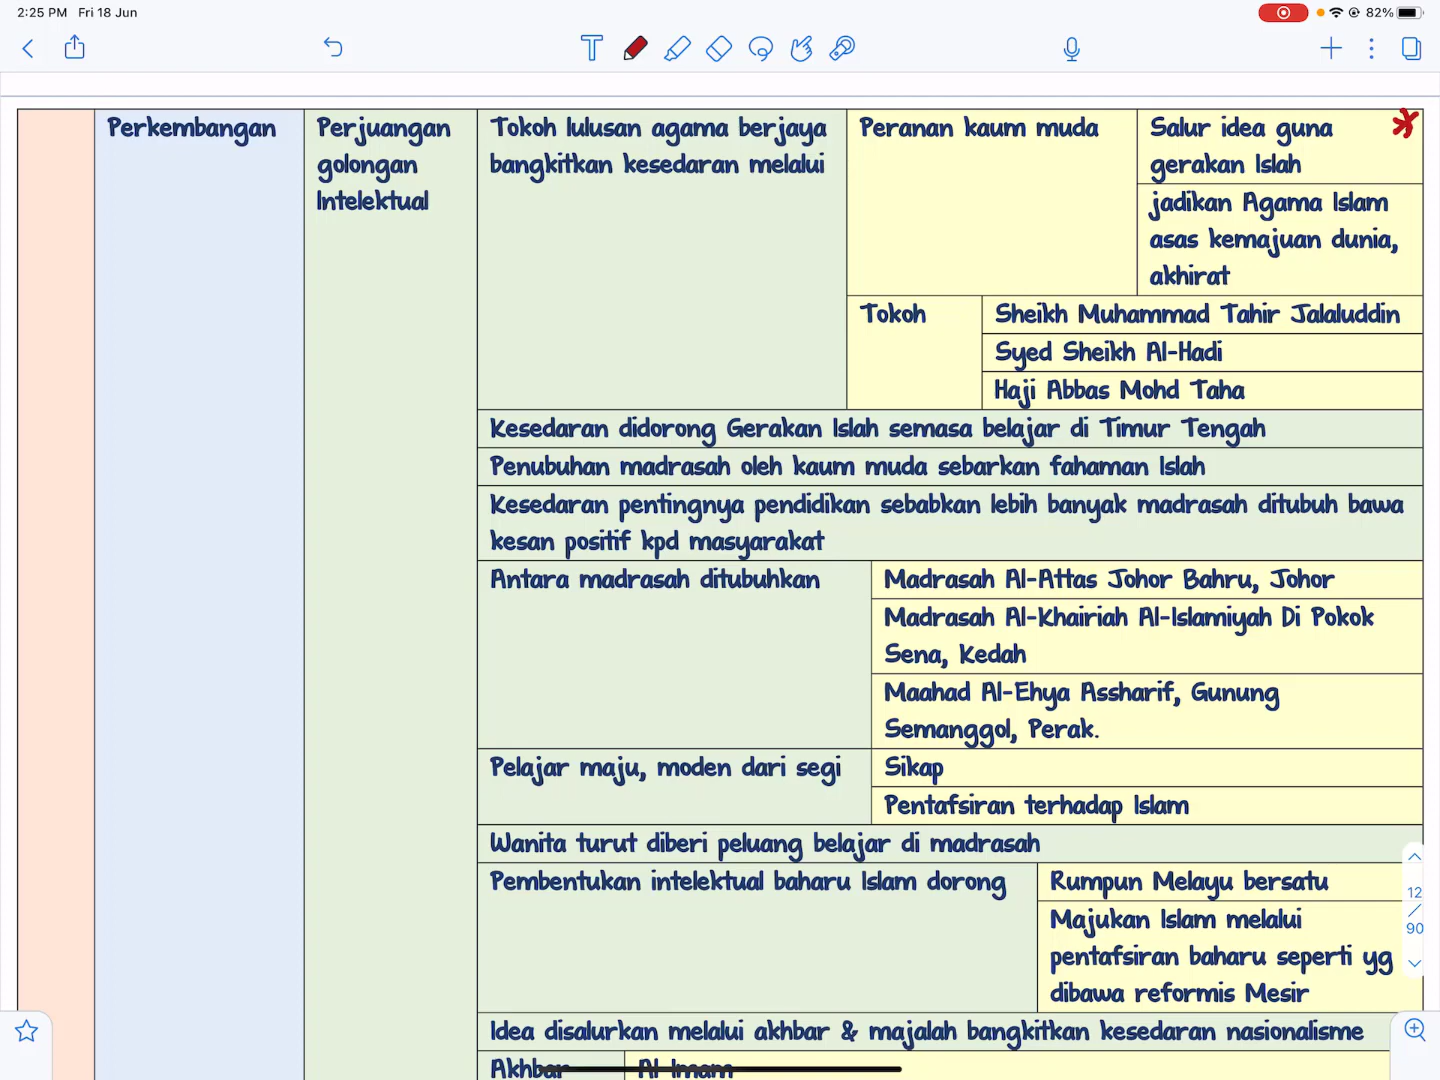 2:25 PM Fri 18 Jun
82%
Perkembangan
Perjuangan
golongan
Intelektual
Tokoh lulusan agama berjaya
bangkitkan kesedaran melalui
Peranan kaum muda
Salur idea guna
gerakan Islah
jadikan Agama Islam
asas kemajuan dunia,
akhirat
Tokoh
Sheikh Muhammad Tahir Jalaluddin
Syed Sheikh Al-Hadi
Haji Abbas Mohd Taha
Kesedaran didorong Gerakan Islah semasa belajar di Timur Tengah
Penubuhan madrasah oleh kaum muda sebarkan fahaman Islah
Kesedaran pentingnya pendidikan sebabkan lebih banyak madrasah ditubuh bawa
kesan positif kpd masyarakat
Antara madrasah ditubuhkan
Madrasah Al-Attas Johor Bahru, Johor
Madrasah Al-Khairiah Al-Islamiyah Di Pokok
Sena, Kedah
Maahad Al-Ehya Assharif, Gunung
Semanggol, Perak.
Pelajar maju, moden dari segi
Sikap
Pentafsiran terhadap Islam
Wanita turut diberi peluang belajar di madrasah
Pembentukan intelektual baharu Islam dorong
Rumpun Melayu bersatu
Majukan Islam melalui
pentafsiran baharu seperti yg
dibawa reformis Mesir
12
/
90
Idea disalurkan melalui akhbar & majalah bangkitkan kesedaran nasionalisme
Akhbar
Al-Imam